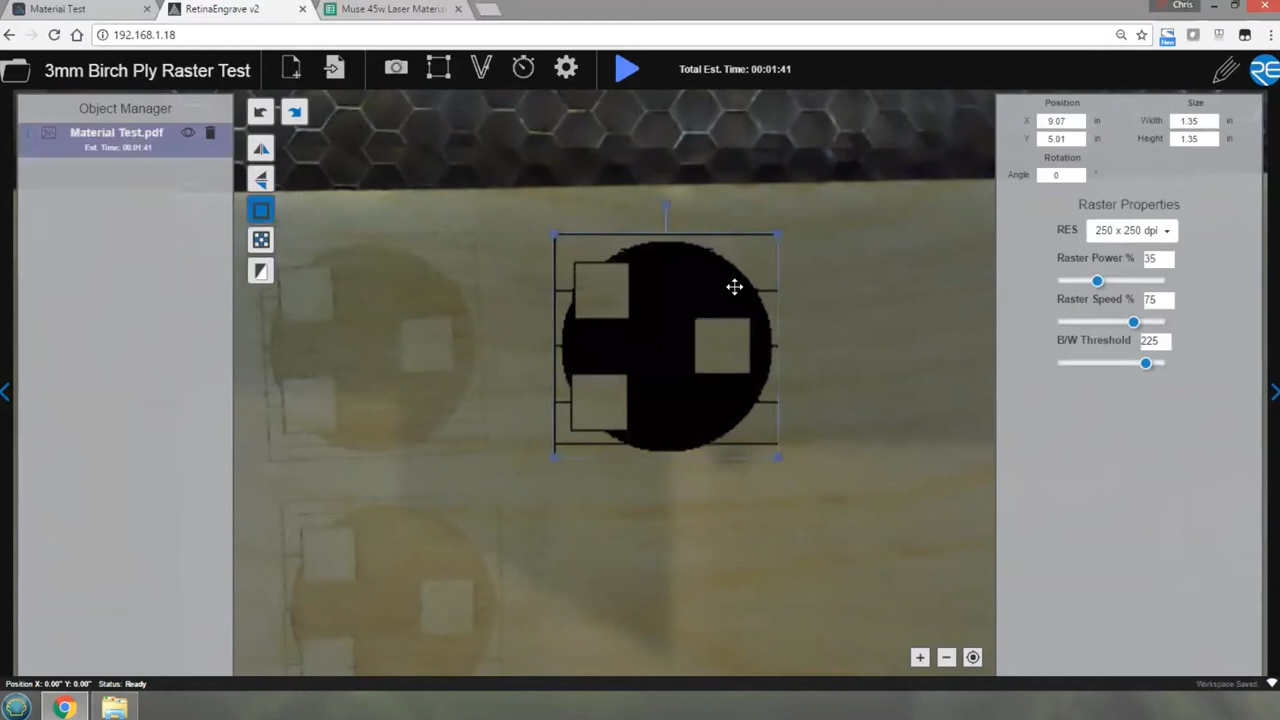 Material Test
RetinaEngrave v2
Muse 45w Laser Material
Chris
192.168.1.18
New
3mm Birch Ply Raster Test
Total Est. Time: 00:01:41
RE
Object Manager
Material Test.pdf
Est. Time: 00:01:41
Position
Size
X 9.07 in
Width 1.35 in
Y 5.01 in
Height 1.35 in
Rotation
Angle 0 °
Raster Properties
RES 250 x 250 dpi
Raster Power % 35
Raster Speed % 75
B/W Threshold 225
Position X: 0.00" Y: 0.00" Status: Ready
Workspace Saved.